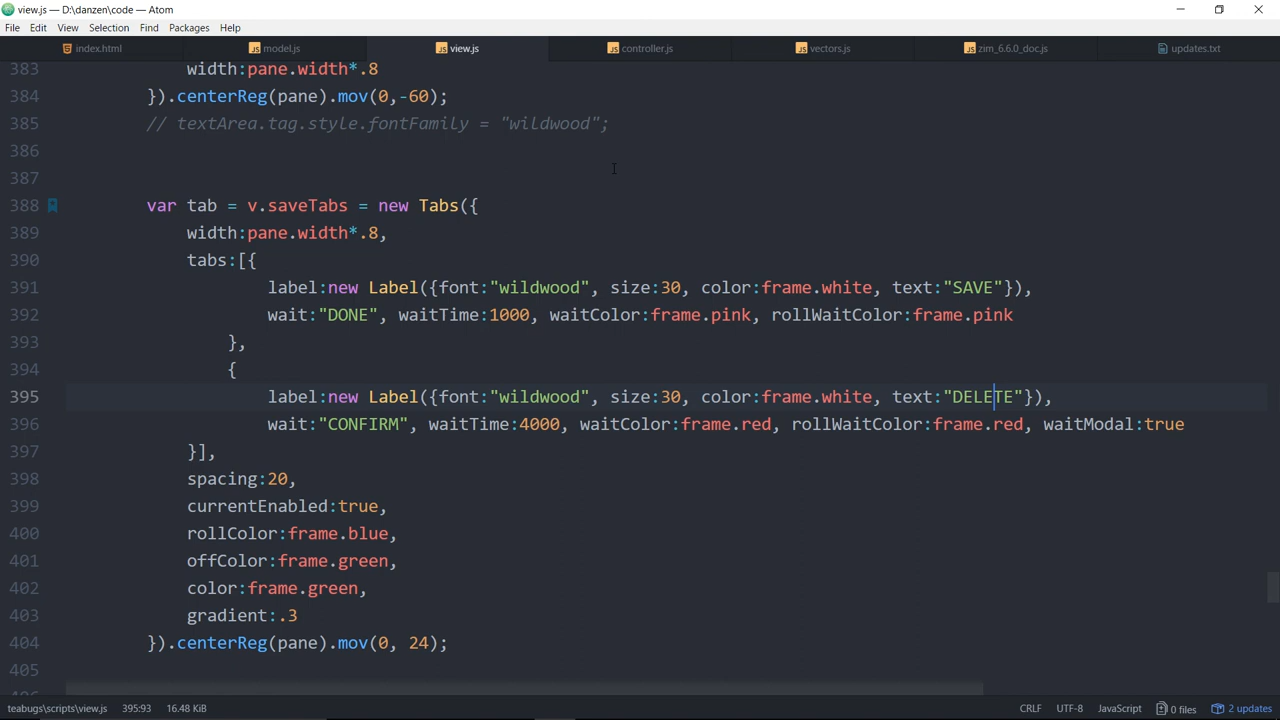 view.js — D:\danzen\code — Atom
File Edit View Selection Find Packages Help
index.html model.js view.js controller.js vectors.js zim_6.6.0_doc.js updates.txt
383 width:pane.width*.8
384 }).centerReg(pane).mov(0,-60);
385 // textArea.tag.style.fontFamily = "wildwood";
386
387
388 var tab = v.saveTabs = new Tabs({
389 width:pane.width*.8,
390 tabs:[{
391 label:new Label({font:"wildwood", size:30, color:frame.white, text:"SAVE"}),
392 wait:"DONE", waitTime:1000, waitColor:frame.pink, rollWaitColor:frame.pink
393 },
394 {
395 label:new Label({font:"wildwood", size:30, color:frame.white, text:"DELETE"}),
396 wait:"CONFIRM", waitTime:4000, waitColor:frame.red, rollWaitColor:frame.red, waitModal:true
397 }],
398 spacing:20,
399 currentEnabled:true,
400 rollColor:frame.blue,
401 offColor:frame.green,
402 color:frame.green,
403 gradient:.3
404 }).centerReg(pane).mov(0, 24);
405
teabugs\scripts\view.js 395:93 16.48 KiB CRLF UTF-8 JavaScript 0 files 2 updates